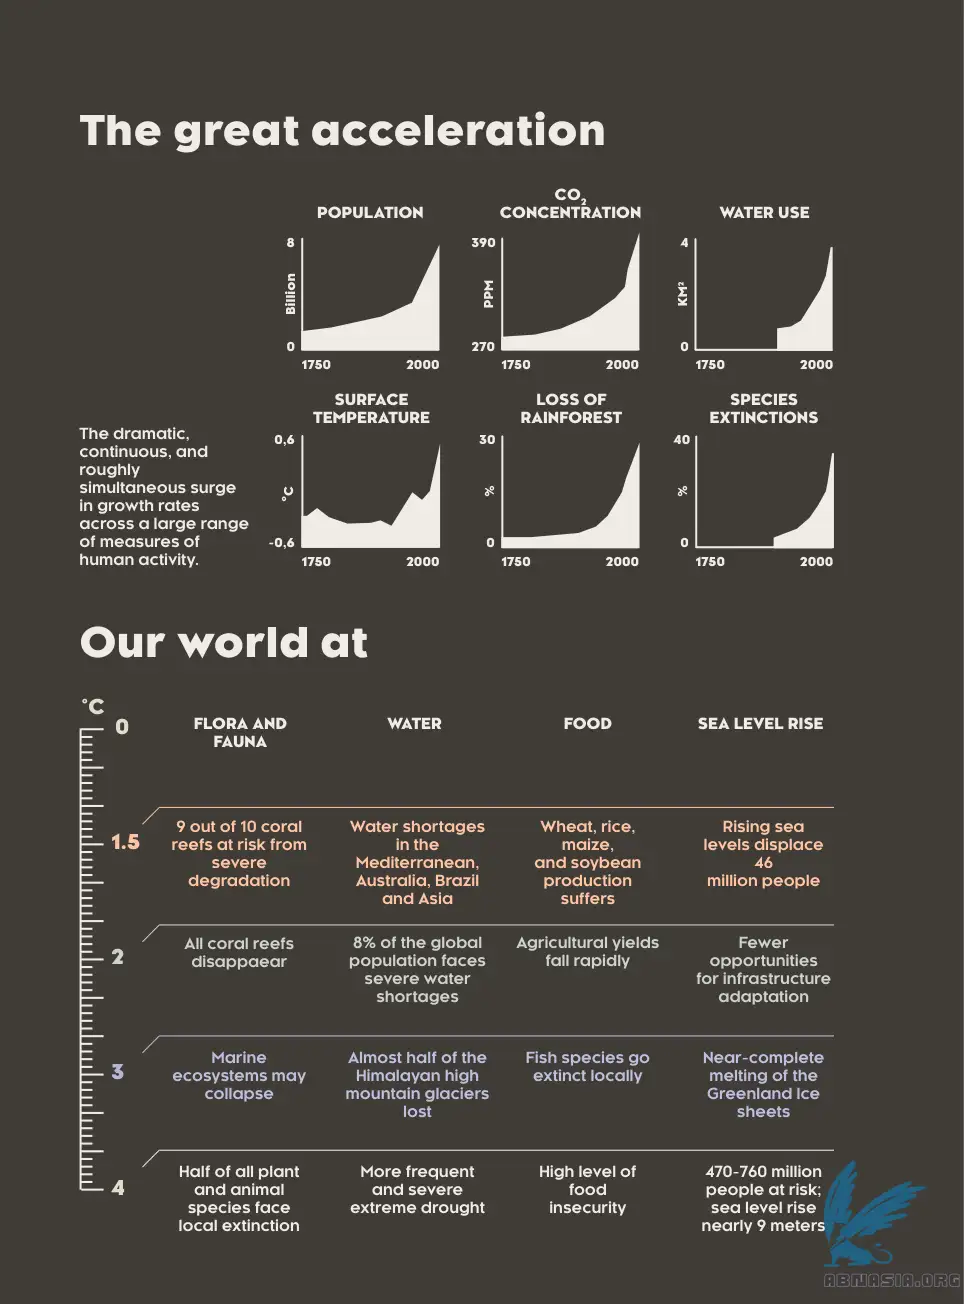 The great acceleration
POPULATION
8
Billion
0
1750 2000
CO₂
CONCENTRATION
390
PPM
270
1750 2000
WATER USE
4
KM²
0
1750 2000
The dramatic,
continuous, and
roughly
simultaneous surge
in growth rates
across a large range
of measures of
human activity.
SURFACE
TEMPERATURE
0,6
°C
-0,6
1750 2000
LOSS OF
RAINFOREST
30
%
0
1750 2000
SPECIES
EXTINCTIONS
40
%
0
1750 2000
Our world at
°C
0
FLORA AND
FAUNA
WATER
FOOD
SEA LEVEL RISE
1.5
9 out of 10 coral
reefs at risk from
severe
degradation
Water shortages
in the
Mediterranean,
Australia, Brazil
and Asia
Wheat, rice,
maize,
and soybean
production
suffers
Rising sea
levels displace
46
million people
2
All coral reefs
disappaear
8% of the global
population faces
severe water
shortages
Agricultural yields
fall rapidly
Fewer
opportunities
for infrastructure
adaptation
3
Marine
ecosystems may
collapse
Almost half of the
Himalayan high
mountain glaciers
lost
Fish species go
extinct locally
Near-complete
melting of the
Greenland Ice
sheets
4
Half of all plant
and animal
species face
local extinction
More frequent
and severe
extreme drought
High level of
food
insecurity
470-760 million
people at risk;
sea level rise
nearly 9 meters
ABNASIA.ORG